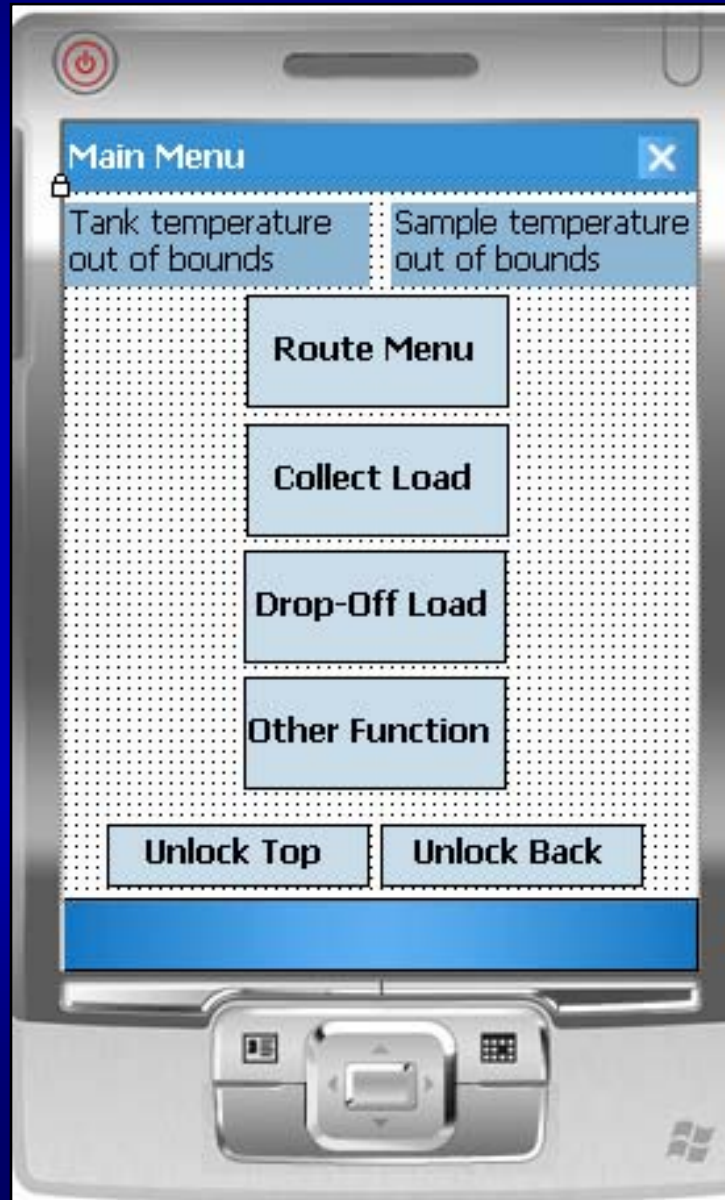 Main Menu
Tank temperature
out of bounds
Sample temperature
out of bounds
Route Menu
Collect Load
Drop-Off Load
Other Function
Unlock Top
Unlock Back